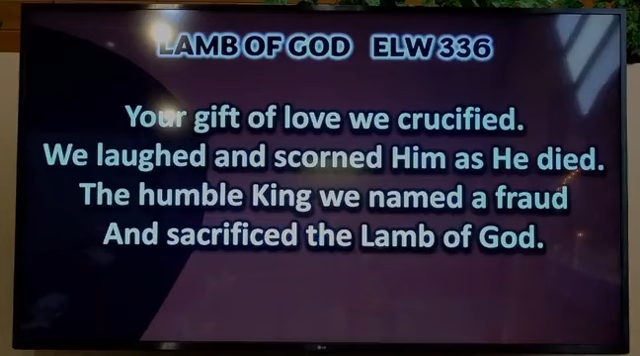 LAMB OF GOD ELW 336
Your gift of love we crucified.
We laughed and scorned Him as He died.
The humble King we named a fraud
And sacrificed the Lamb of God.
LG